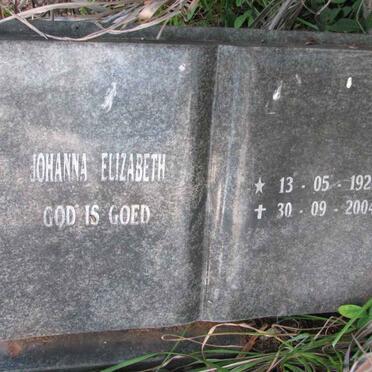 JOHANNA ELIZABETH
GOD IS GOED
★ 13 - 05 - 192
✝ 30 - 09 - 2004